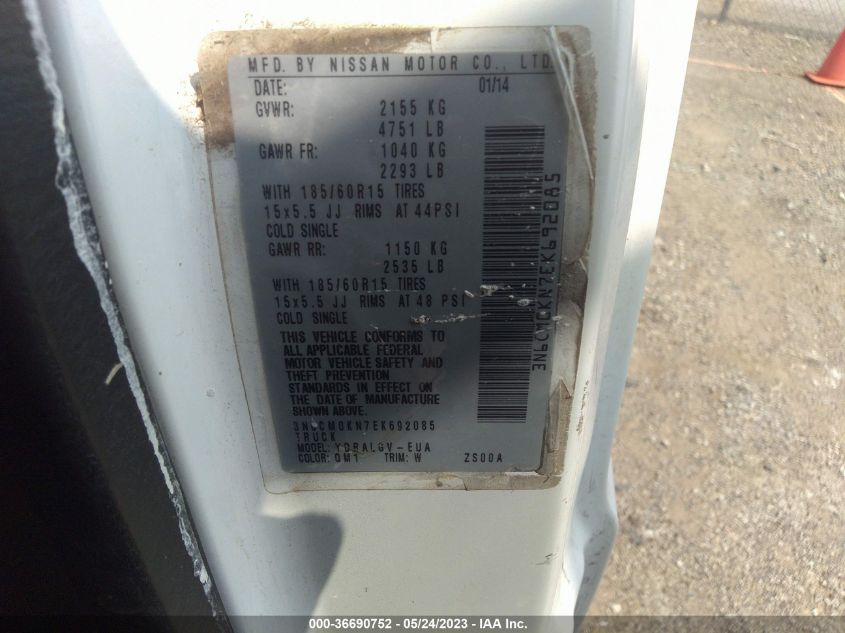 MFD. BY NISSAN MOTOR CO., LTD.
DATE: 01/14
GVWR: 2155 KG
4751 LB
GAWR FR: 1040 KG
2293 LB
WITH 185/60R15 TIRES
15x5.5 JJ RIMS AT 44PSI
COLD SINGLE
GAWR RR: 1150 KG
2535 LB
WITH 185/60R15 TIRES
15x5.5 JJ RIMS AT 48 PSI
COLD SINGLE
THIS VEHICLE CONFORMS TO
ALL APPLICABLE FEDERAL
MOTOR VEHICLE SAFETY AND
THEFT PREVENTION
STANDARDS IN EFFECT ON
THE DATE OF MANUFACTURE
SHOWN ABOVE.
3N6CM0KN7EK692085
TRUCK
MODEL: YDRALGV-EUA
COLOR: QM1 TRIM: W ZS00A
3N6CM0KN7EK692085
000-36690752 - 05/24/2023 - IAA Inc.